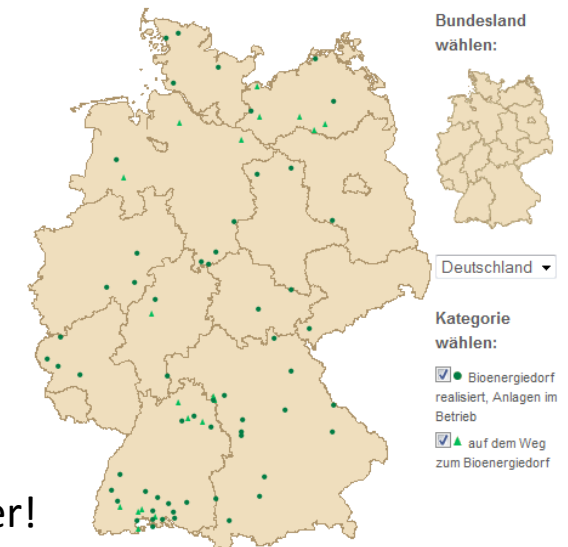 Bundesland
wählen:
Deutschland
Kategorie
wählen:
Bioenergiedorf
realisiert, Anlagen im
Betrieb
auf dem Weg
zum Bioenergiedorf
er!